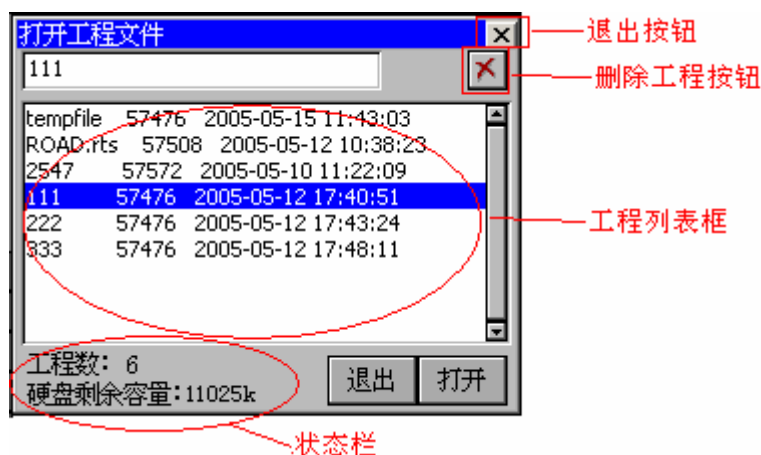 打开工程文件
退出按钮
111
删除工程按钮
tempfile 57476 2005-05-15 11:43:03
ROAD.rts 57508 2005-05-12 10:38:23
2547 57572 2005-05-10 11:22:09
111 57476 2005-05-12 17:40:51
222 57476 2005-05-12 17:43:24
333 57476 2005-05-12 17:48:11
工程列表框
工程数：6
硬盘剩余容量：11025k
退出
打开
状态栏